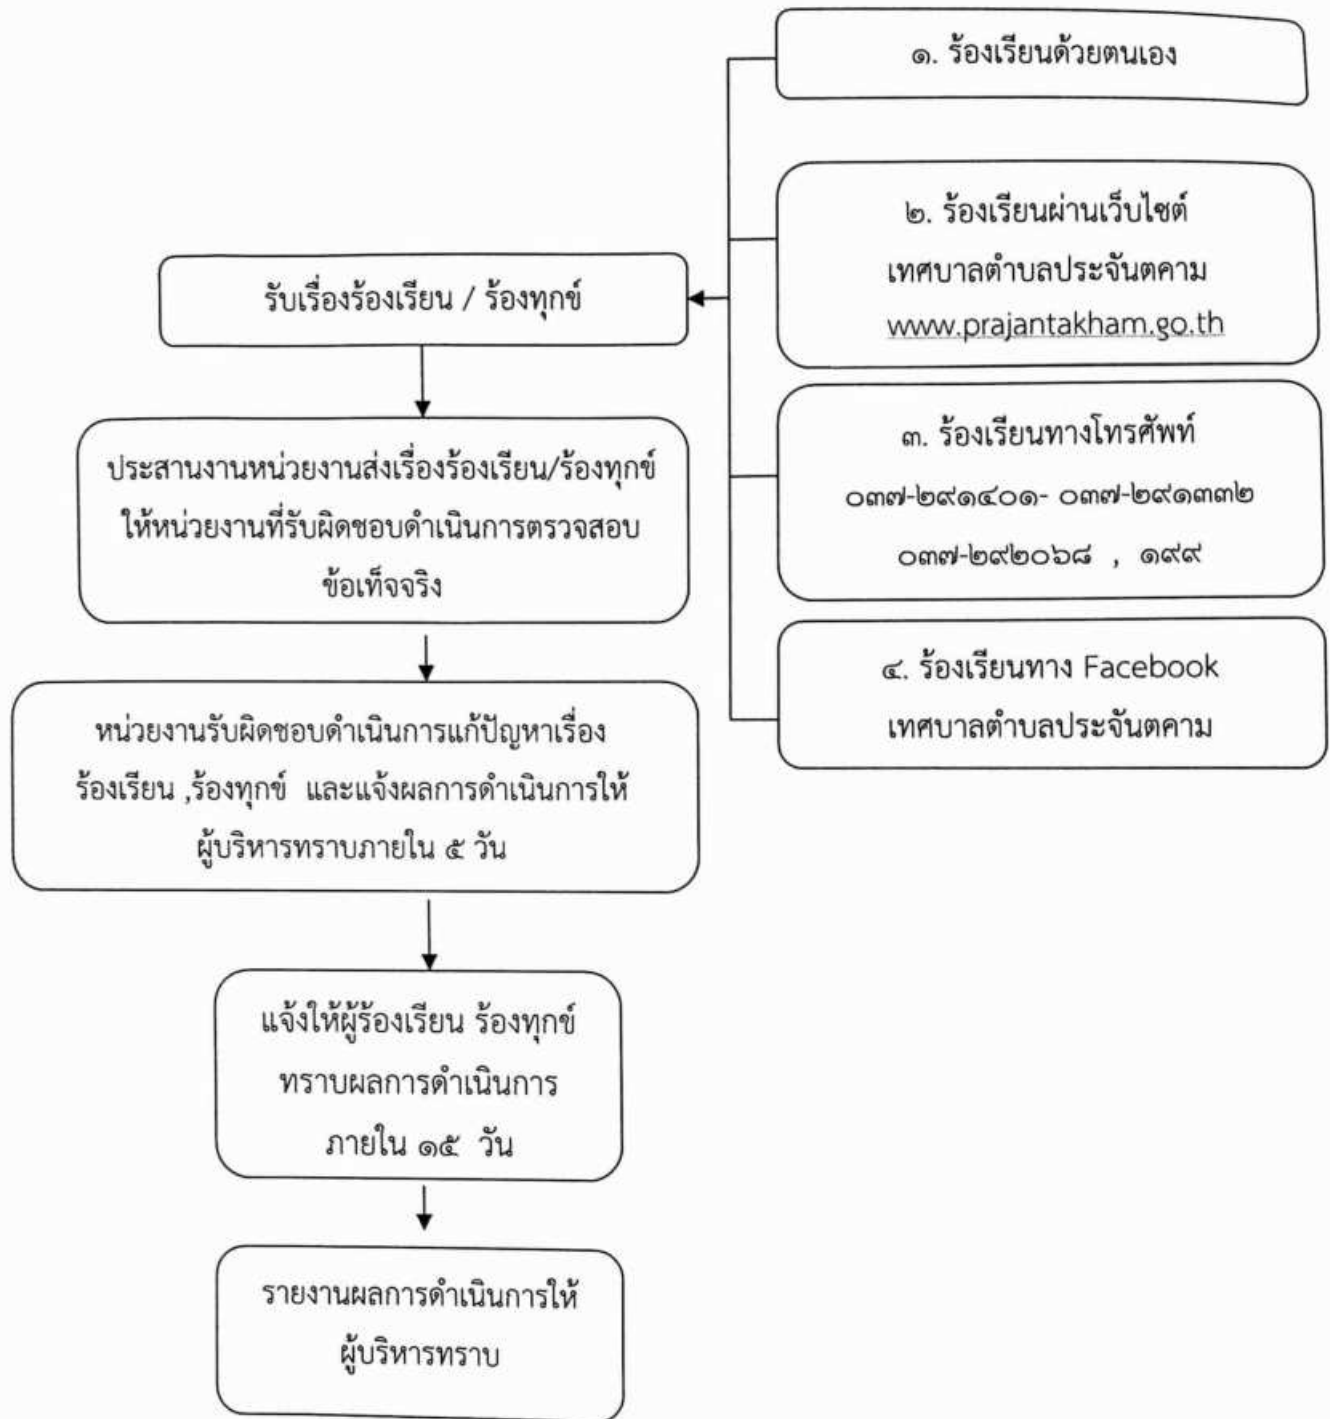 ๑. ร้องเรียนด้วยตนเอง
๒. ร้องเรียนผ่านเว็บไซต์
เทศบาลตำบลประจันตคาม
www.prajantakham.go.th
๓. ร้องเรียนทางโทรศัพท์
๐๓๗-๒๙๑๔๐๑- ๐๓๗-๒๙๑๓๓๒
๐๓๗-๒๙๒๐๖๘ , ๑๙๙
๔. ร้องเรียนทาง Facebook
เทศบาลตำบลประจันตคาม
รับเรื่องร้องเรียน / ร้องทุกข์
ประสานงานหน่วยงานส่งเรื่องร้องเรียน/ร้องทุกข์
ให้หน่วยงานที่รับผิดชอบดำเนินการตรวจสอบ
ข้อเท็จจริง
หน่วยงานรับผิดชอบดำเนินการแก้ปัญหาเรื่อง
ร้องเรียน ,ร้องทุกข์ และแจ้งผลการดำเนินการให้
ผู้บริหารทราบภายใน ๕ วัน
แจ้งให้ผู้ร้องเรียน ร้องทุกข์
ทราบผลการดำเนินการ
ภายใน ๑๕ วัน
รายงานผลการดำเนินการให้
ผู้บริหารทราบ